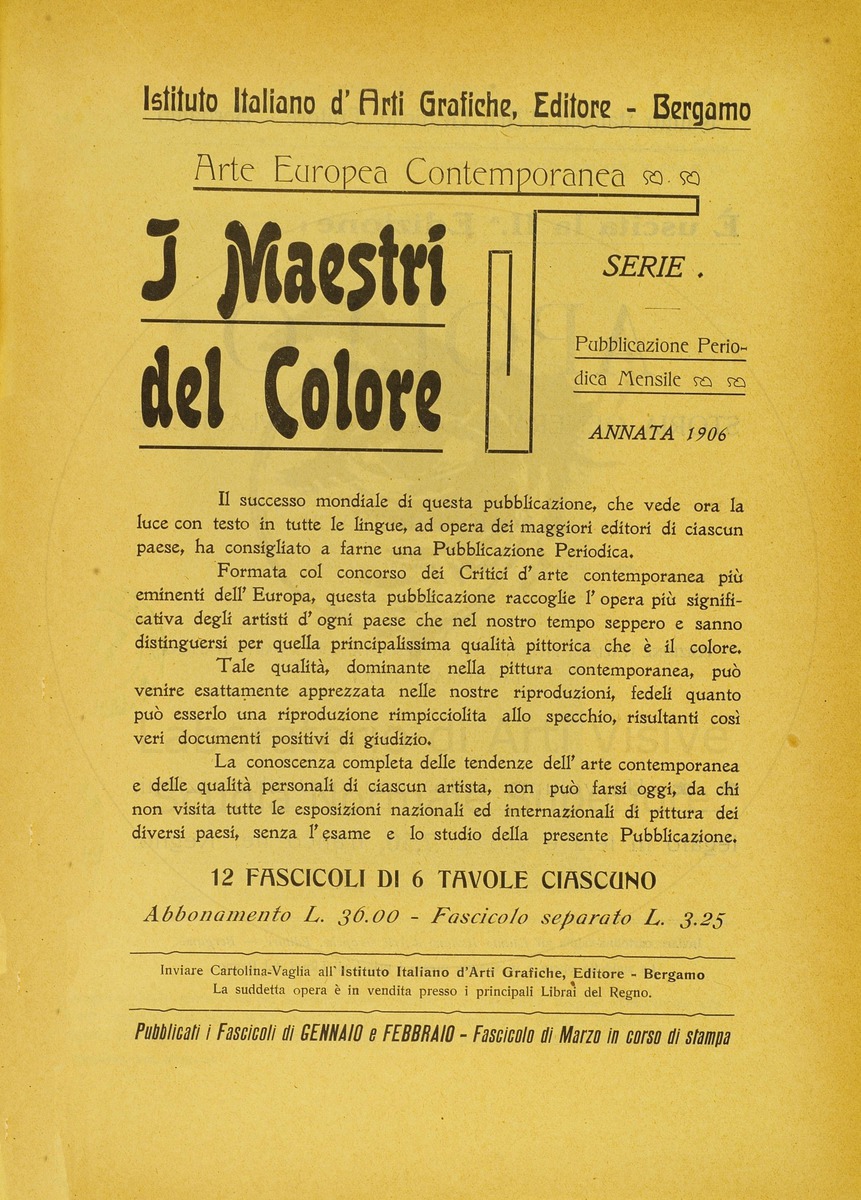 Istituto Italiano d' Arti Grafiche, Editore - Bergamo
Arte Europea Contemporanea
I Maestri
del Colore
SERIE .
Pubblicazione Perio-
dica Mensile
ANNATA 1906
Il successo mondiale di questa pubblicazione, che vede ora la
luce con testo in tutte le lingue, ad opera dei maggiori editori di ciascun
paese, ha consigliato a farne una Pubblicazione Periodica.
Formata col concorso dei Critici d' arte contemporanea più
eminenti dell' Europa, questa pubblicazione raccoglie l' opera più signifi-
cativa degli artisti d' ogni paese che nel nostro tempo seppero e sanno
distinguersi per quella principalissima qualità pittorica che è il colore.
Tale qualità, dominante nella pittura contemporanea, può
venire esattamente apprezzata nelle nostre riproduzioni, fedeli quanto
può esserlo una riproduzione rimpicciolita allo specchio, risultanti così
veri documenti positivi di giudizio.
La conoscenza completa delle tendenze dell' arte contemporanea
e delle qualità personali di ciascun artista, non può farsi oggi, da chi
non visita tutte le esposizioni nazionali ed internazionali di pittura dei
diversi paesi, senza l' esame e lo studio della presente Pubblicazione.
12 FASCICOLI DI 6 TAVOLE CIASCUNO
Abbonamento L. 36.00 - Fascicolo separato L. 3.25
Inviare Cartolina-Vaglia all' Istituto Italiano d'Arti Grafiche, Editore - Bergamo
La suddetta opera è in vendita presso i principali Librai del Regno.
Pubblicati i Fascicoli di GENNAIO e FEBBRAIO - Fascicolo di Marzo in corso di stampa